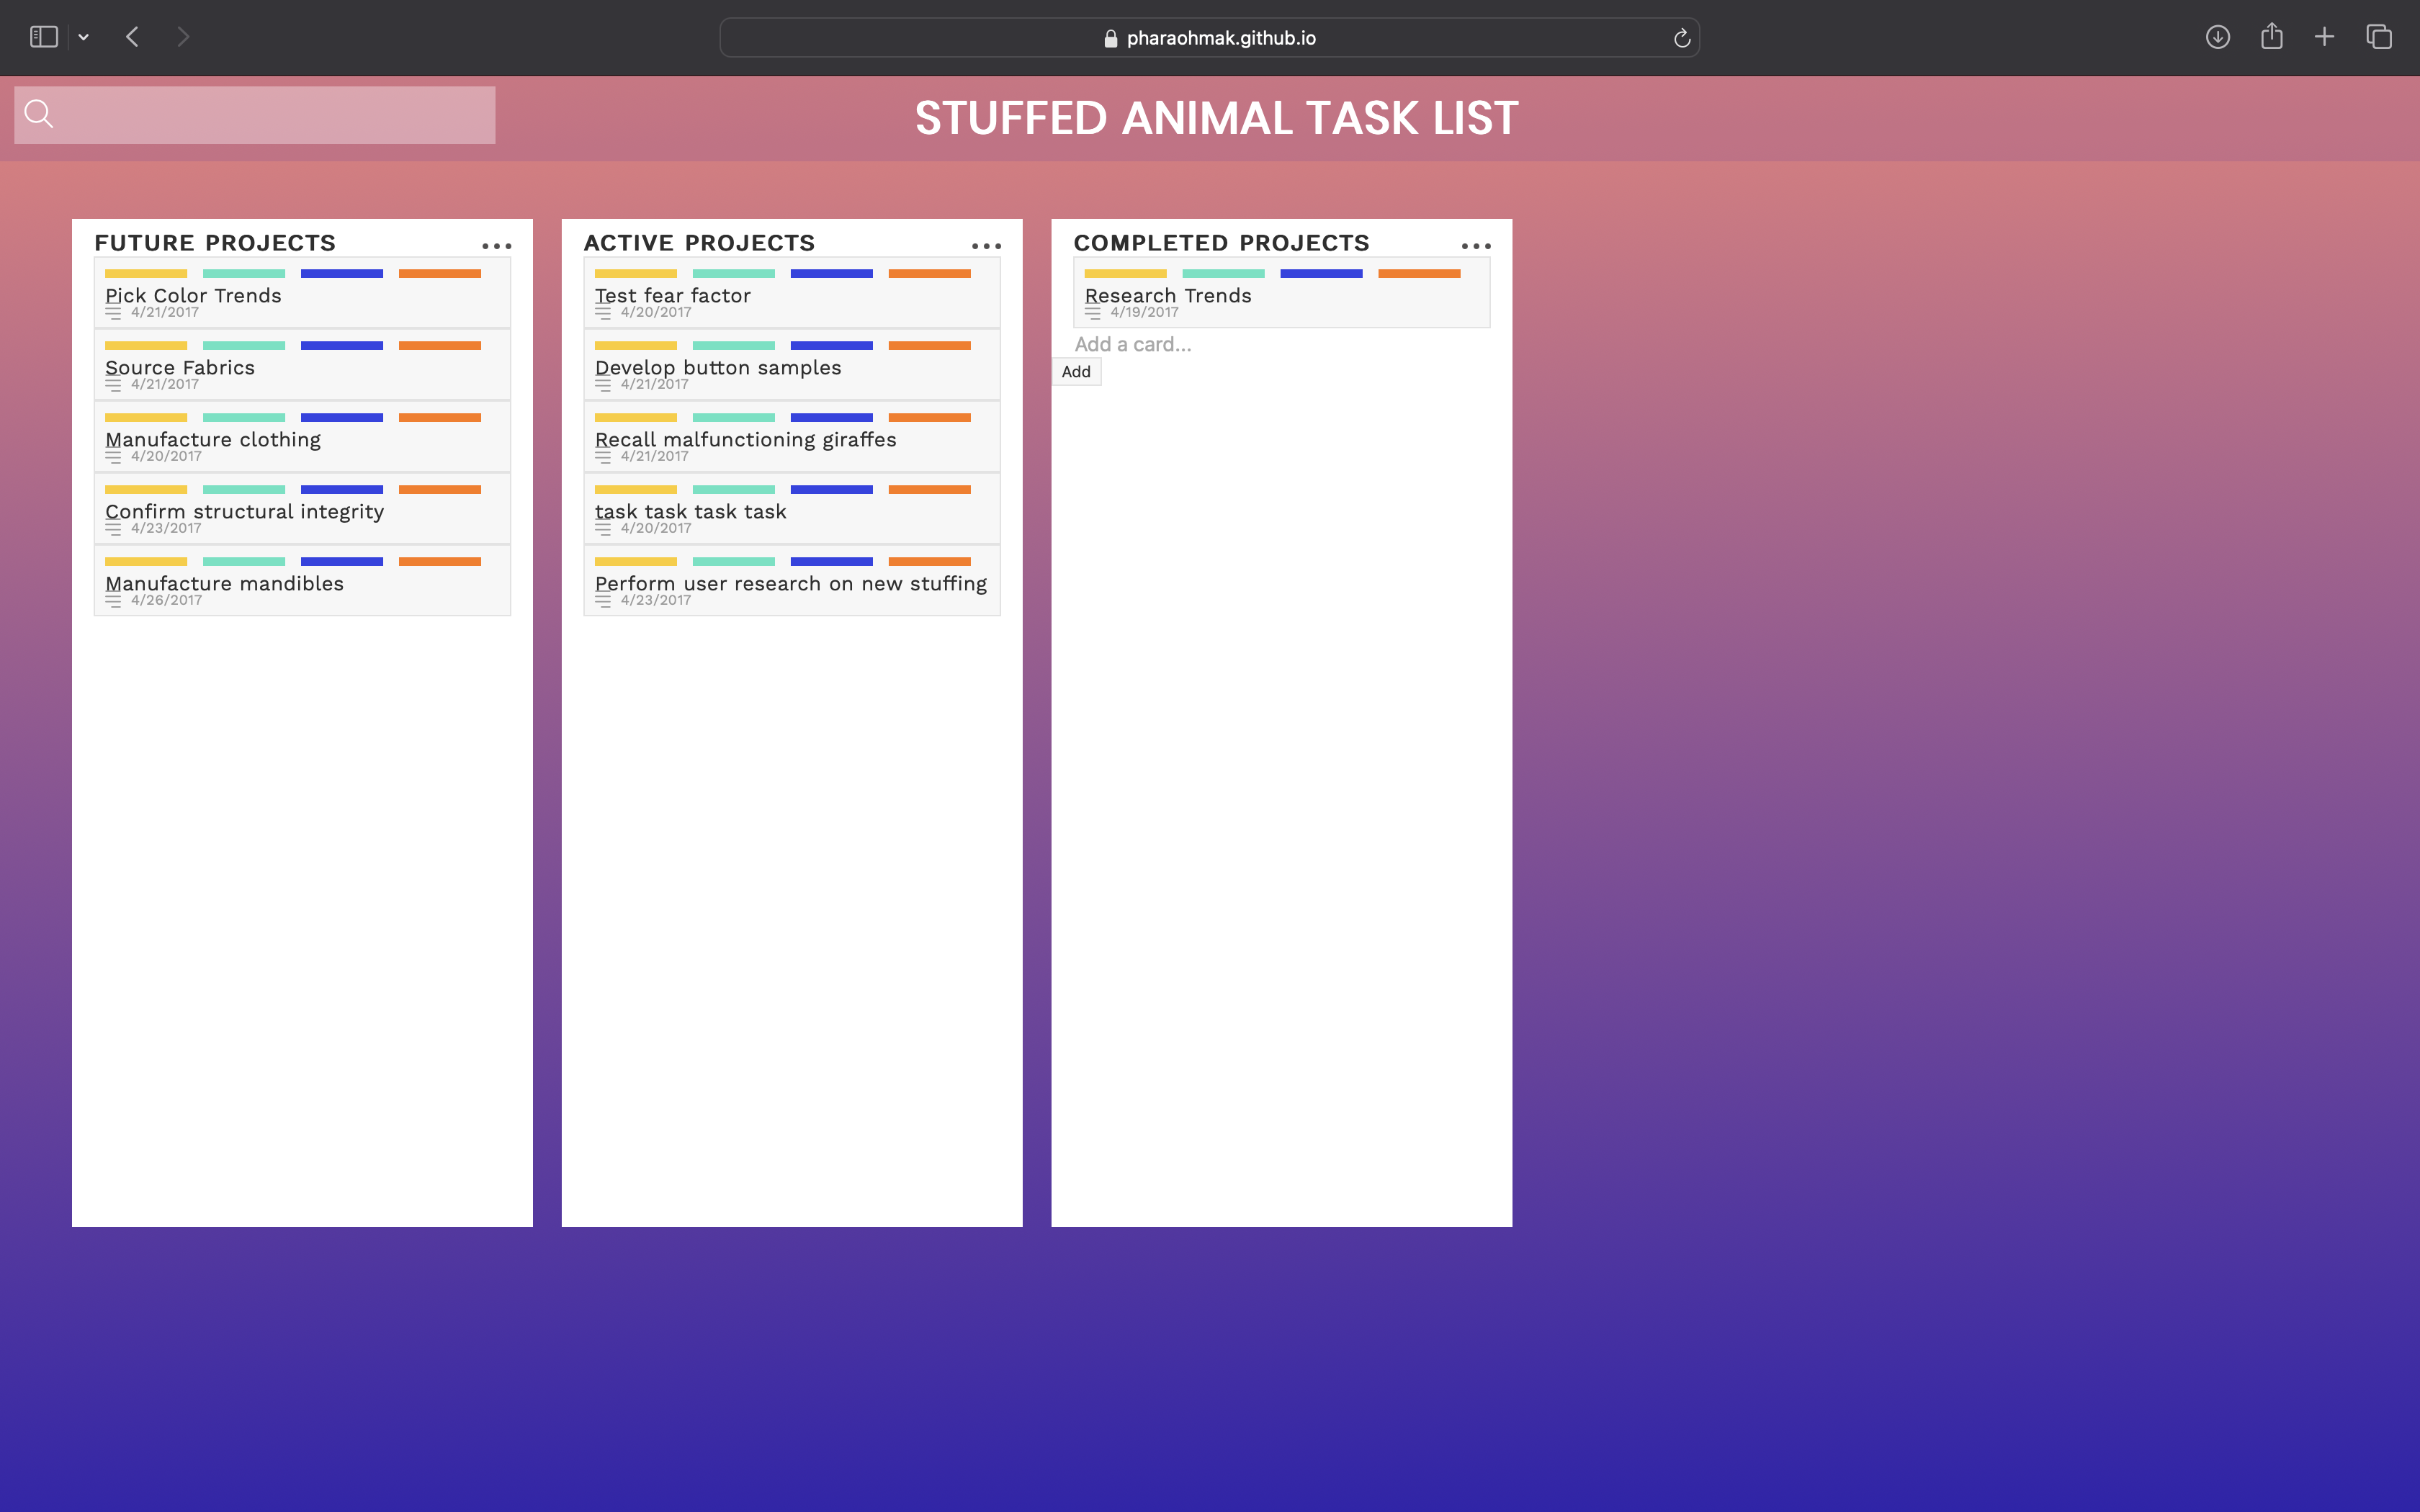 pharaohmak.github.io
STUFFED ANIMAL TASK LIST
FUTURE PROJECTS
Pick Color Trends
4/21/2017
Source Fabrics
4/21/2017
Manufacture clothing
4/20/2017
Confirm structural integrity
4/23/2017
Manufacture mandibles
4/26/2017
ACTIVE PROJECTS
Test fear factor
4/20/2017
Develop button samples
4/21/2017
Recall malfunctioning giraffes
4/21/2017
task task task task
4/20/2017
Perform user research on new stuffing
4/23/2017
COMPLETED PROJECTS
Research Trends
4/19/2017
Add a card...
Add